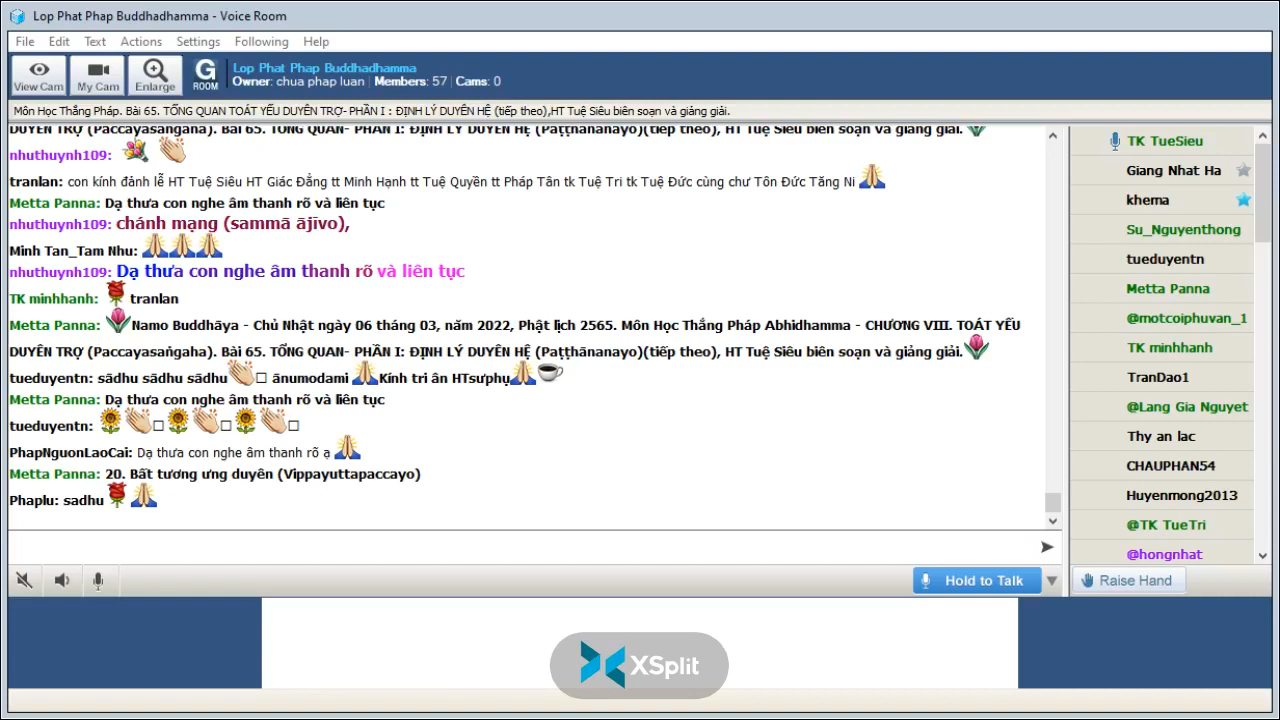 Lop Phat Phap Buddhadhamma - Voice Room
File Edit Text Actions Settings Following Help
View Cam My Cam Enlarge G ROOM
Lop Phat Phap Buddhadhamma
Owner: chua phap luan | Members: 57 | Cams: 0
Môn Học Thắng Pháp. Bài 65. TỔNG QUAN TOÁT YẾU DUYÊN TRỢ- PHẦN I : ĐỊNH LÝ DUYÊN HỆ (tiếp theo),HT Tuệ Siêu biên soạn và giảng giải.
DUYÊN TRỢ (Paccayasaṅgaha). Bài 65. TỔNG QUAN- PHẦN I: ĐỊNH LÝ DUYÊN HỆ (Paṭṭhānanayo)(tiếp theo), HT Tuệ Siêu biên soạn và giảng giải.
nhuthuynh109:
tranlan: con kính đảnh lễ HT Tuệ Siêu HT Giác Đẳng tt Minh Hạnh tt Tuệ Quyền tt Pháp Tân tk Tuệ Tri tk Tuệ Đức cùng chư Tôn Đức Tăng Ni
Metta Panna: Dạ thưa con nghe âm thanh rõ và liên tục
nhuthuynh109: chánh mạng (sammā ājīvo),
Minh Tan_Tam Nhu:
nhuthuynh109: Dạ thưa con nghe âm thanh rõ và liên tục
TK minhhanh: tranlan
Metta Panna: Namo Buddhāya - Chủ Nhật ngày 06 tháng 03, năm 2022, Phật lịch 2565. Môn Học Thắng Pháp Abhidhamma - CHƯƠNG VIII. TOÁT YẾU
DUYÊN TRỢ (Paccayasaṅgaha). Bài 65. TỔNG QUAN- PHẦN I: ĐỊNH LÝ DUYÊN HỆ (Paṭṭhānanayo)(tiếp theo), HT Tuệ Siêu biên soạn và giảng giải.
tueduyentn: sādhu sādhu sādhu ānumodami Kính tri ân HTsưphụ
Metta Panna: Dạ thưa con nghe âm thanh rõ và liên tục
tueduyentn:
PhapNguonLaoCai: Dạ thưa con nghe âm thanh rõ ạ
Metta Panna: 20. Bất tương ưng duyên (Vippayuttapaccayo)
Phaplu: sadhu
Hold to Talk
TK TueSieu
Giang Nhat Ha
khema
Su_Nguyenthong
tueduyentn
Metta Panna
@motcoiphuvan_1
TK minhhanh
TranDao1
@Lang Gia Nguyet
Thy an lac
CHAUPHAN54
Huyenmong2013
@TK TueTri
@hongnhat
Raise Hand
XSplit